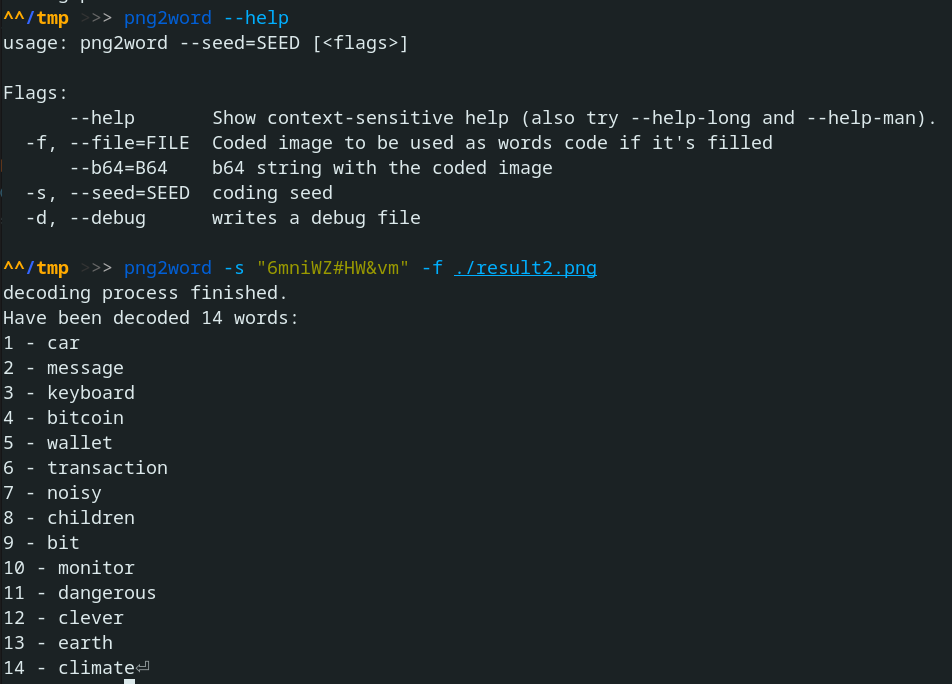 ^^/tmp >>> png2word --help
usage: png2word --seed=SEED [<flags>]

Flags:
      --help       Show context-sensitive help (also try --help-long and --help-man).
  -f, --file=FILE  Coded image to be used as words code if it's filled
      --b64=B64    b64 string with the coded image
  -s, --seed=SEED  coding seed
  -d, --debug      writes a debug file

^^/tmp >>> png2word -s "6mniWZ#HW&vm" -f ./result2.png
decoding process finished.
Have been decoded 14 words:
1 - car
2 - message
3 - keyboard
4 - bitcoin
5 - wallet
6 - transaction
7 - noisy
8 - children
9 - bit
10 - monitor
11 - dangerous
12 - clever
13 - earth
14 - climate⏎